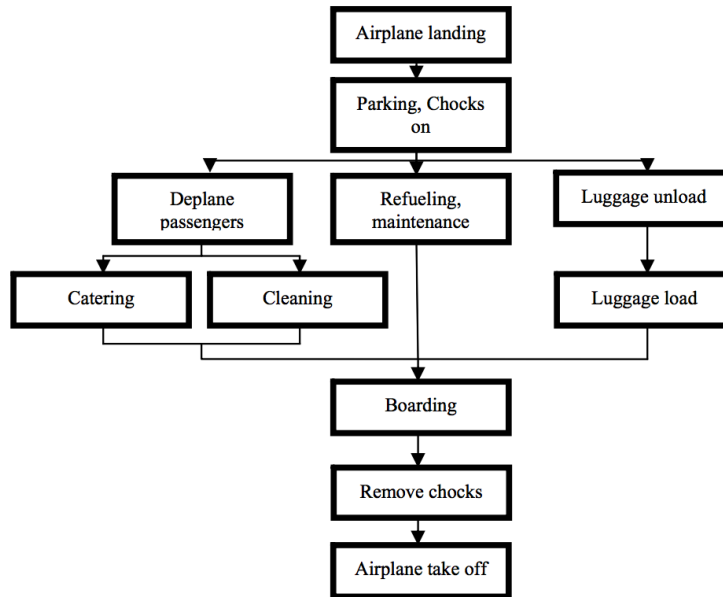 Airplane landing
Parking, Chocks
on
Deplane
passengers
Refueling,
maintenance
Luggage unload
Catering
Cleaning
Luggage load
Boarding
Remove chocks
Airplane take off